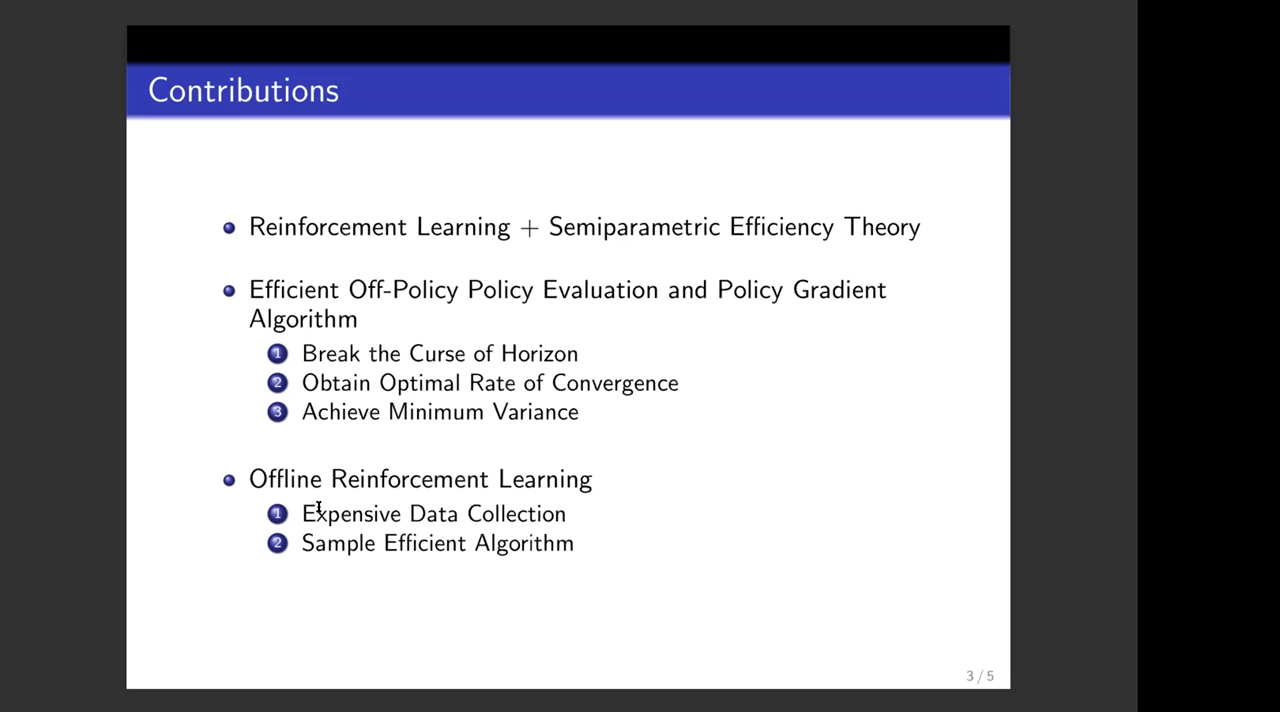 Contributions
Reinforcement Learning + Semiparametric Efficiency Theory
Efficient Off-Policy Policy Evaluation and Policy Gradient
Algorithm
1 Break the Curse of Horizon
2 Obtain Optimal Rate of Convergence
3 Achieve Minimum Variance
Offline Reinforcement Learning
1 Expensive Data Collection
2 Sample Efficient Algorithm
3 / 5